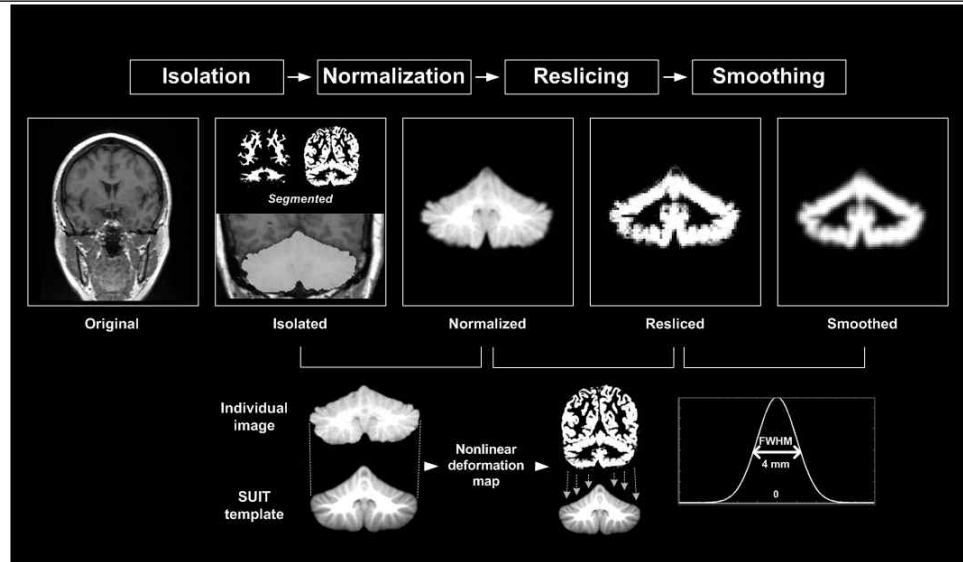 Isolation
Normalization
Reslicing
Smoothing
Segmented
Original
Isolated
Normalized
Resliced
Smoothed
Individual
image
SUIT
template
Nonlinear
deformation
map
FWHM
4 mm
0